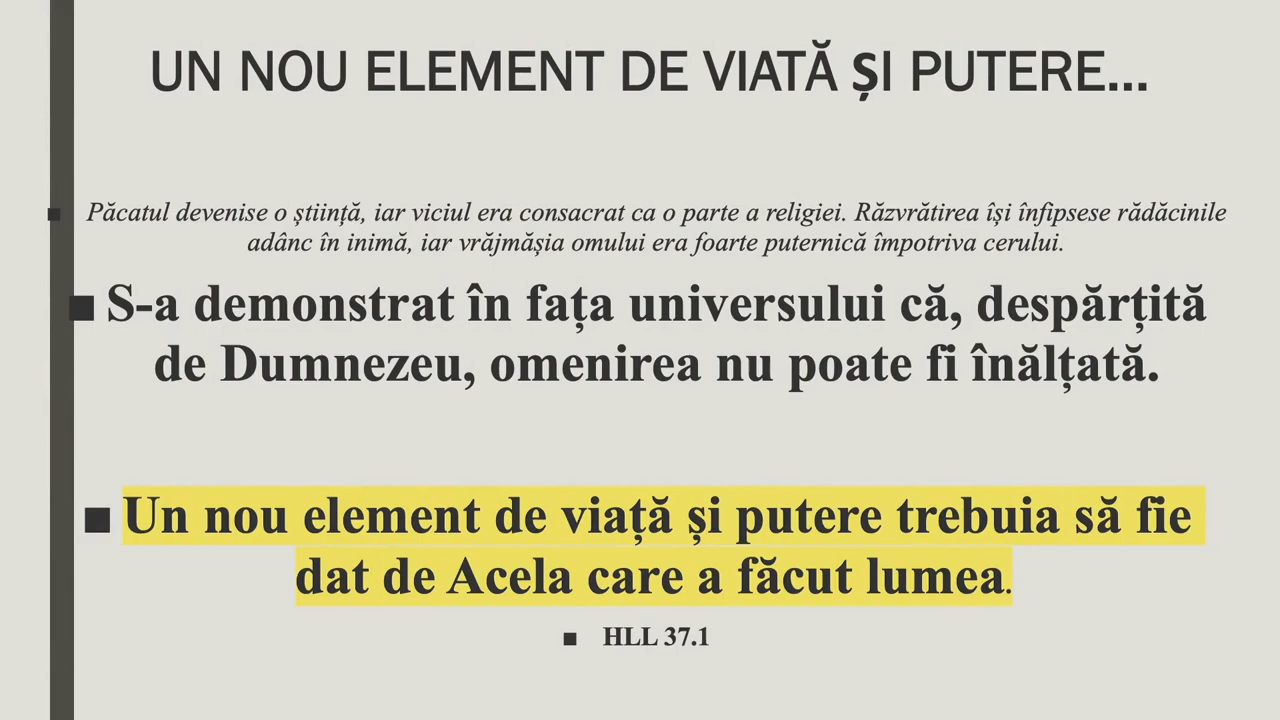 UN NOU ELEMENT DE VIATĂ ȘI PUTERE...
▪ Păcatul devenise o știință, iar viciul era consacrat ca o parte a religiei. Răzvrătirea își înfipsese rădăcinile
adânc în inimă, iar vrăjmășia omului era foarte puternică împotriva cerului.
▪ S-a demonstrat în fața universului că, despărțită
de Dumnezeu, omenirea nu poate fi înălțată.
▪ Un nou element de viață și putere trebuia să fie
dat de Acela care a făcut lumea.
▪ HLL 37.1